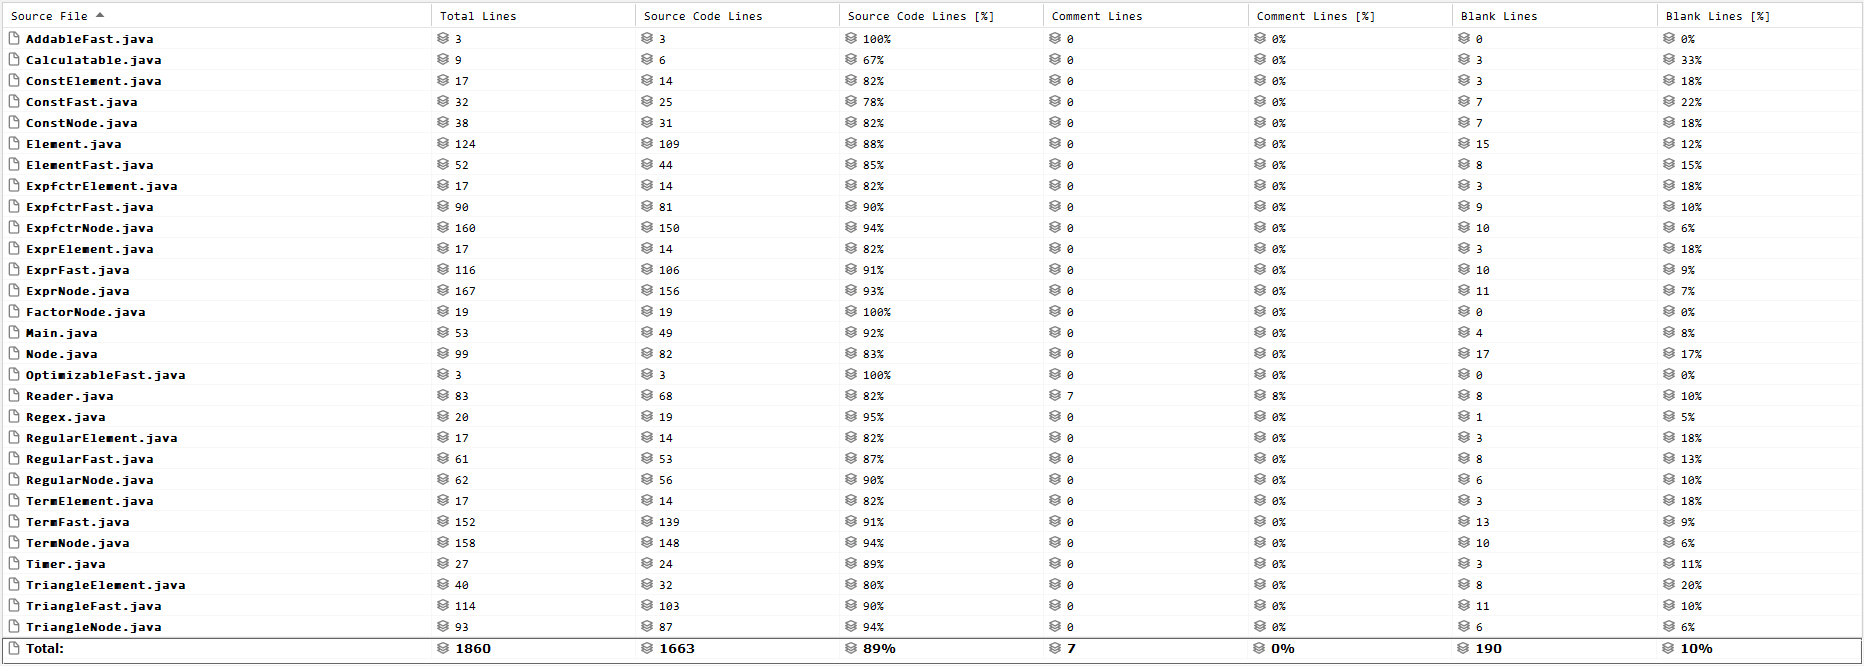 Source File Total Lines Source Code Lines Source Code Lines [%] Comment Lines Comment Lines [%] Blank Lines Blank Lines [%]
AddableFast.java 3 3 100% 0 0% 0 0%
Calculatable.java 9 6 67% 0 0% 3 33%
ConstElement.java 17 14 82% 0 0% 3 18%
ConstFast.java 32 25 78% 0 0% 7 22%
ConstNode.java 38 31 82% 0 0% 7 18%
Element.java 124 109 88% 0 0% 15 12%
ElementFast.java 52 44 85% 0 0% 8 15%
ExpfctrElement.java 17 14 82% 0 0% 3 18%
ExpfctrFast.java 90 81 90% 0 0% 9 10%
ExpfctrNode.java 160 150 94% 0 0% 10 6%
ExprElement.java 17 14 82% 0 0% 3 18%
ExprFast.java 116 106 91% 0 0% 10 9%
ExprNode.java 167 156 93% 0 0% 11 7%
FactorNode.java 19 19 100% 0 0% 0 0%
Main.java 53 49 92% 0 0% 4 8%
Node.java 99 82 83% 0 0% 17 17%
OptimizableFast.java 3 3 100% 0 0% 0 0%
Reader.java 83 68 82% 7 8% 8 10%
Regex.java 20 19 95% 0 0% 1 5%
RegularElement.java 17 14 82% 0 0% 3 18%
RegularFast.java 61 53 87% 0 0% 8 13%
RegularNode.java 62 56 90% 0 0% 6 10%
TermElement.java 17 14 82% 0 0% 3 18%
TermFast.java 152 139 91% 0 0% 13 9%
TermNode.java 158 148 94% 0 0% 10 6%
Timer.java 27 24 89% 0 0% 3 11%
TriangleElement.java 40 32 80% 0 0% 8 20%
TriangleFast.java 114 103 90% 0 0% 11 10%
TriangleNode.java 93 87 94% 0 0% 6 6%
Total: 1860 1663 89% 7 0% 190 10%